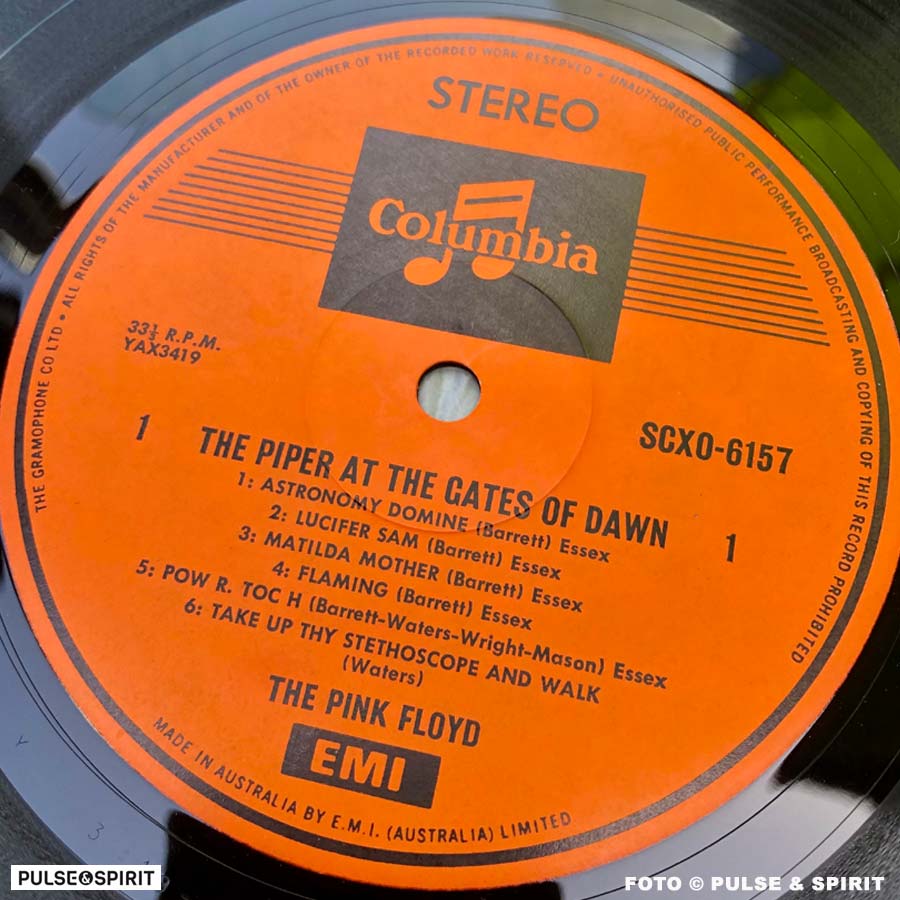 THE GRAMOPHONE CO LTD • ALL RIGHTS OF THE MANUFACTURER AND OF THE OWNER OF THE RECORDED WORK RESERVED • UNAUTHORISED PUBLIC PERFORMANCE BROADCASTING AND COPYING OF THIS RECORD PROHIBITED
STEREO
Columbia
33⅓ R.P.M.
YAX3419
SCXO-6157
1
1
THE PIPER AT THE GATES OF DAWN
1: ASTRONOMY DOMINE (Barrett) Essex
2: LUCIFER SAM (Barrett) Essex
3: MATILDA MOTHER (Barrett) Essex
4: FLAMING (Barrett) Essex
5: POW R. TOC H (Barrett-Waters-Wright-Mason) Essex
6: TAKE UP THY STETHOSCOPE AND WALK
(Waters)
THE PINK FLOYD
EMI
MADE IN AUSTRALIA BY E.M.I. (AUSTRALIA) LIMITED
3
PULSE&SPIRIT
FOTO © PULSE & SPIRIT